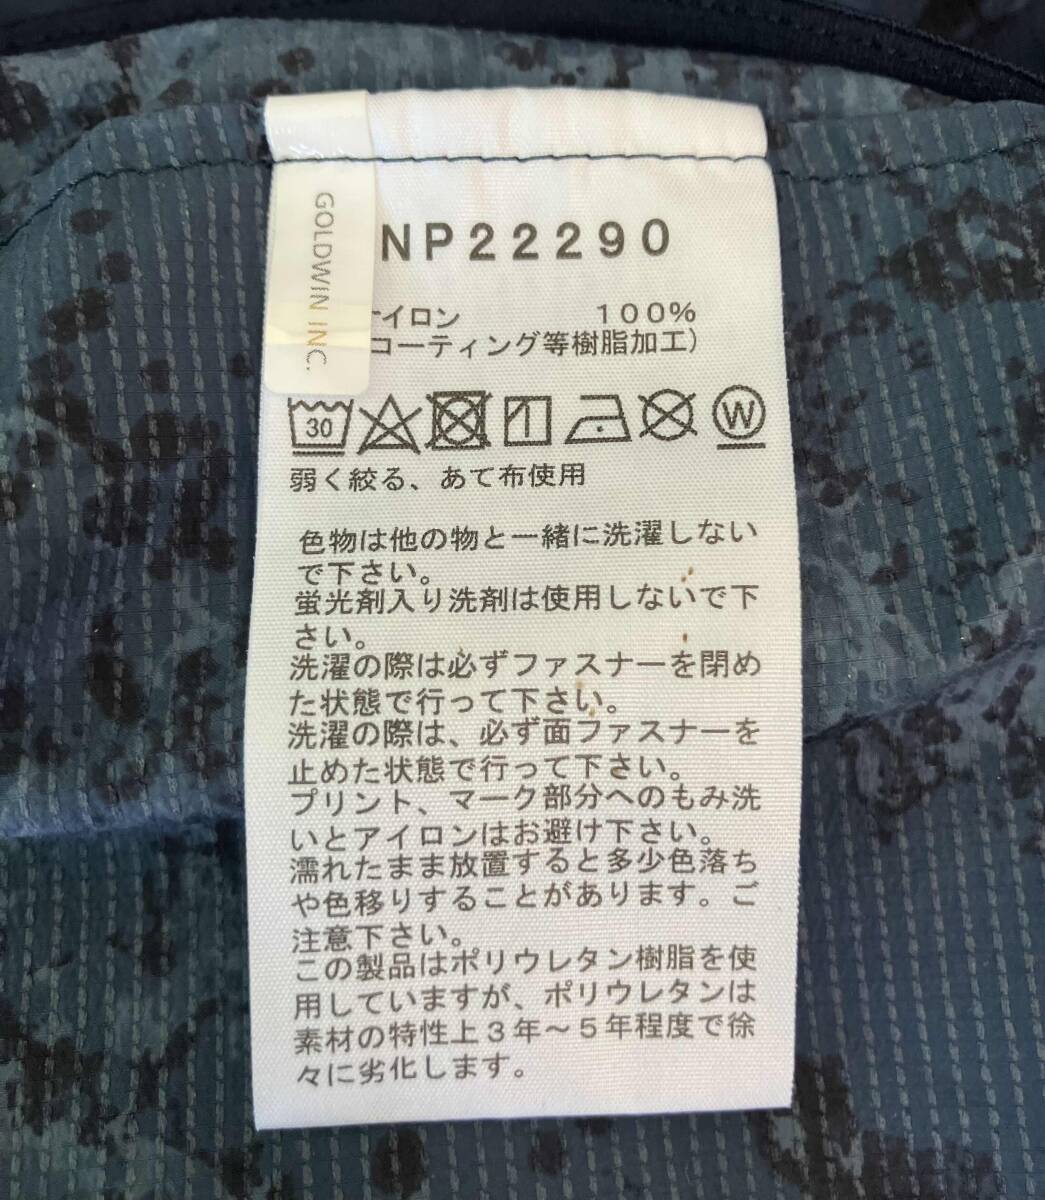 GOLDWIN INC.
NP22290
イロン 100%
コーティング等樹脂加工)
30
W
弱く絞る、あて布使用
色物は他の物と一緒に洗濯しない
で下さい。
蛍光剤入り洗剤は使用しないで下
さい。
洗濯の際は必ずファスナーを閉め
た状態で行って下さい。
洗濯の際は、必ず面ファスナーを
止めた状態で行って下さい。
プリント、マーク部分へのもみ洗
いとアイロンはお避け下さい。
濡れたまま放置すると多少色落ち
や色移りすることがあります。ご
注意下さい。
この製品はポリウレタン樹脂を使
用していますが、ポリウレタンは
素材の特性上3年~5年程度で徐
々に劣化します。